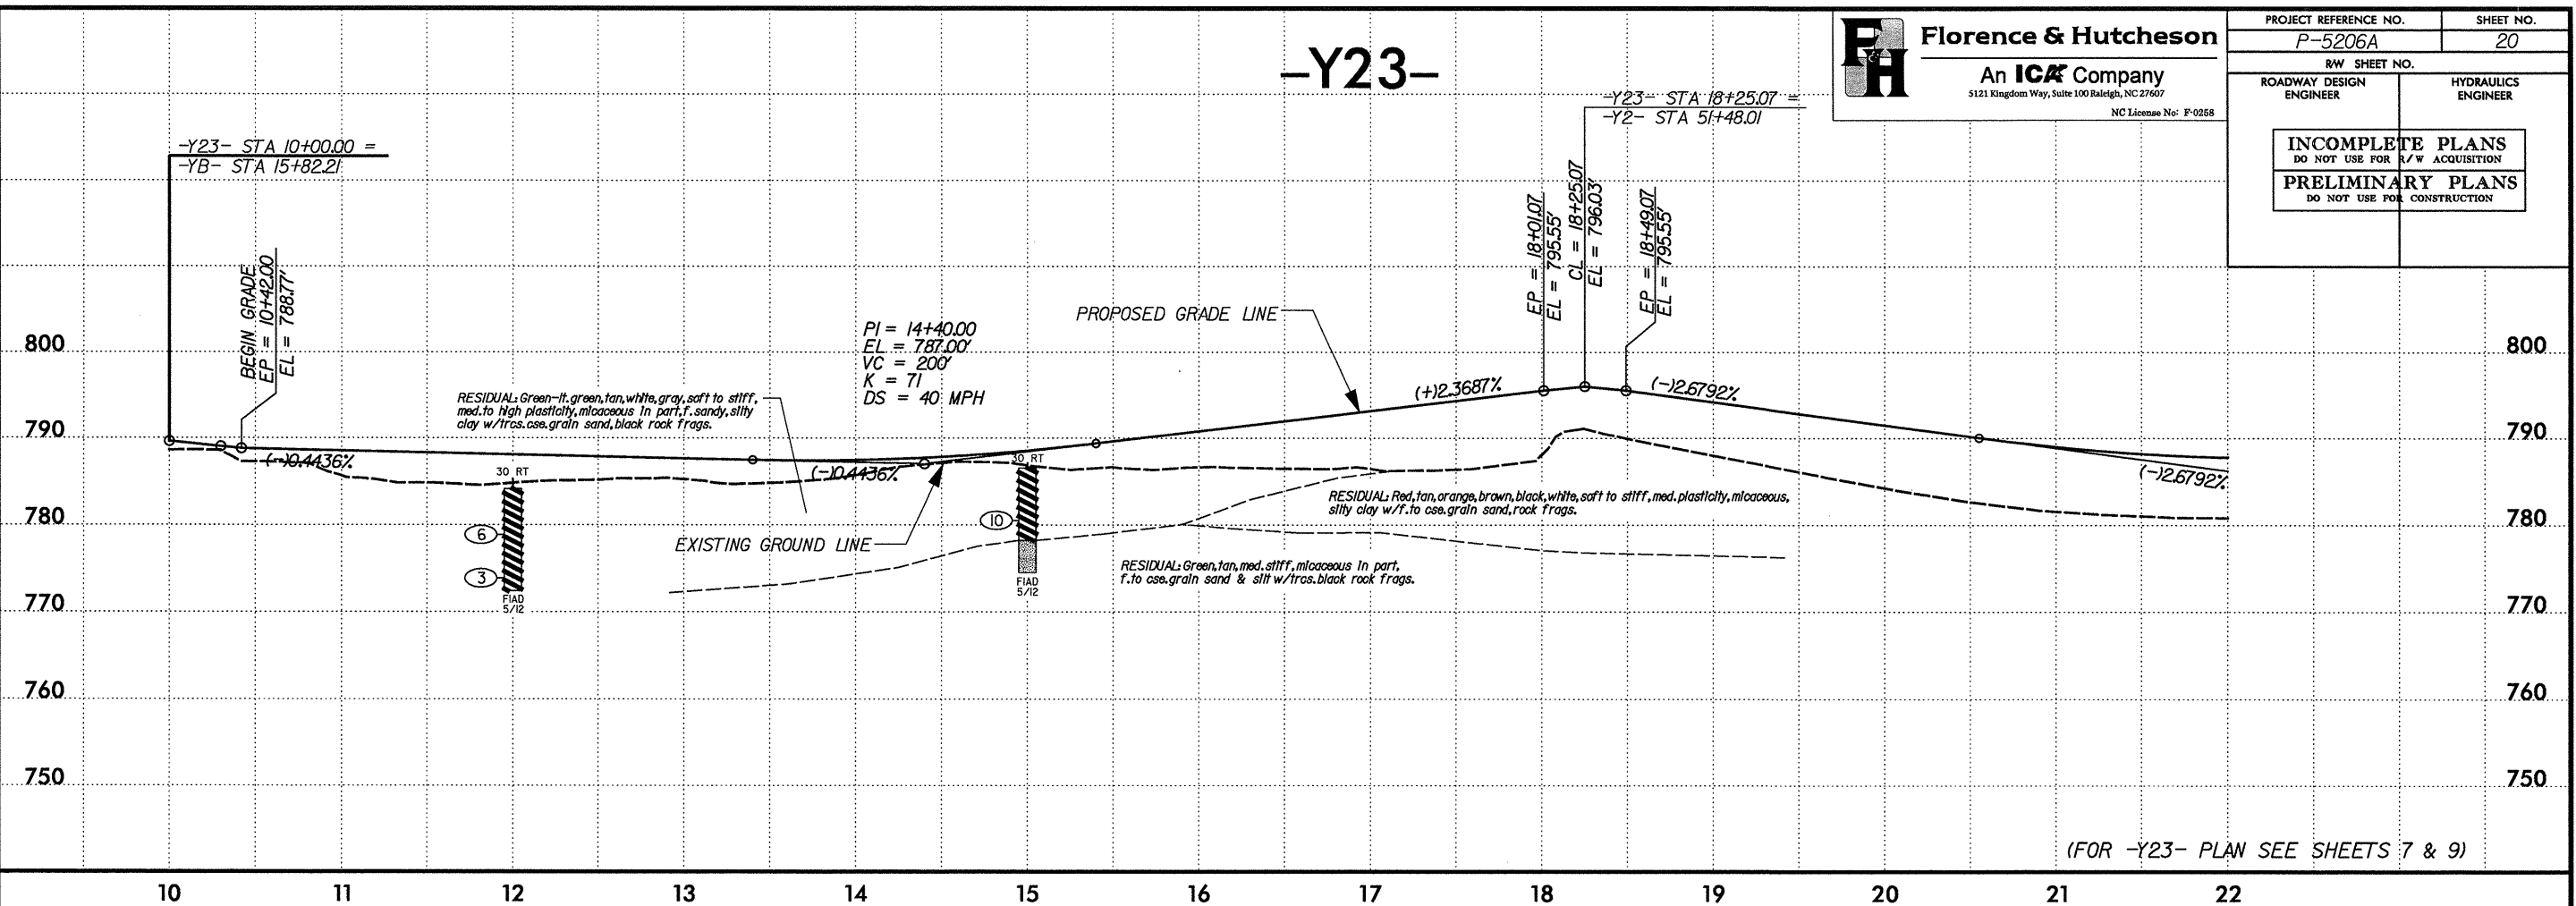 -Y23-
F&H
Florence & Hutcheson
An ICA Company
5121 Kingdom Way, Suite 100 Raleigh, NC 27607
NC License No: F-0258
PROJECT REFERENCE NO.
SHEET NO.
P-5206A
20
RW SHEET NO.
ROADWAY DESIGN
ENGINEER
HYDRAULICS
ENGINEER
INCOMPLETE PLANS
DO NOT USE FOR R/W ACQUISITION
PRELIMINARY PLANS
DO NOT USE FOR CONSTRUCTION
-Y23- STA 10+00.00 =
-YB- STA 15+82.21
-Y23- STA 18+25.07 =
-Y2- STA 51+48.01
BEGIN GRADE
EP = 10+42.00
EL = 788.77'
EP = 18+01.07
EL = 795.55'
CL = 18+25.07
EL = 796.03'
EP = 18+49.07
EL = 795.55'
PI = 14+40.00
EL = 787.00'
VC = 200'
K = 71
DS = 40 MPH
PROPOSED GRADE LINE
RESIDUAL: Green-lt. green, tan, white, gray, soft to stiff,
med. to high plasticity, micaceous in part, f. sandy, silty
clay w/trcs. cse. grain sand, black rock frags.
(+)2.3687%
(-)2.6792%
(-)0.4436%
(-)0.4436%
(-)2.6792%
30 RT
6
3
FIAD
5/12
30 RT
10
FIAD
5/12
EXISTING GROUND LINE
RESIDUAL: Red, tan, orange, brown, black, white, soft to stiff, med. plasticity, micaceous,
silty clay w/f. to cse. grain sand, rock frags.
RESIDUAL: Green, tan, med. stiff, micaceous in part,
f. to cse. grain sand & silt w/trcs. black rock frags.
800
800
790
790
780
780
770
770
760
760
750
750
(FOR -Y23- PLAN SEE SHEETS 7 & 9)
10 11 12 13 14 15 16 17 18 19 20 21 22